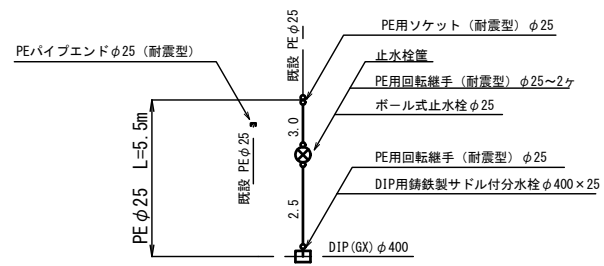 PE用ソケット（耐震型）φ25
PEパイプエンドφ25（耐震型）
既設 PEφ25
止水栓筐
PE用回転継手（耐震型）φ25～2ヶ
ボール式止水栓φ25
3.0
既設 PEφ25
PEφ25 L=5.5m
PE用回転継手（耐震型）φ25
DIP用鋳鉄製サドル付分水栓φ400×25
2.5
DIP(GX)φ400